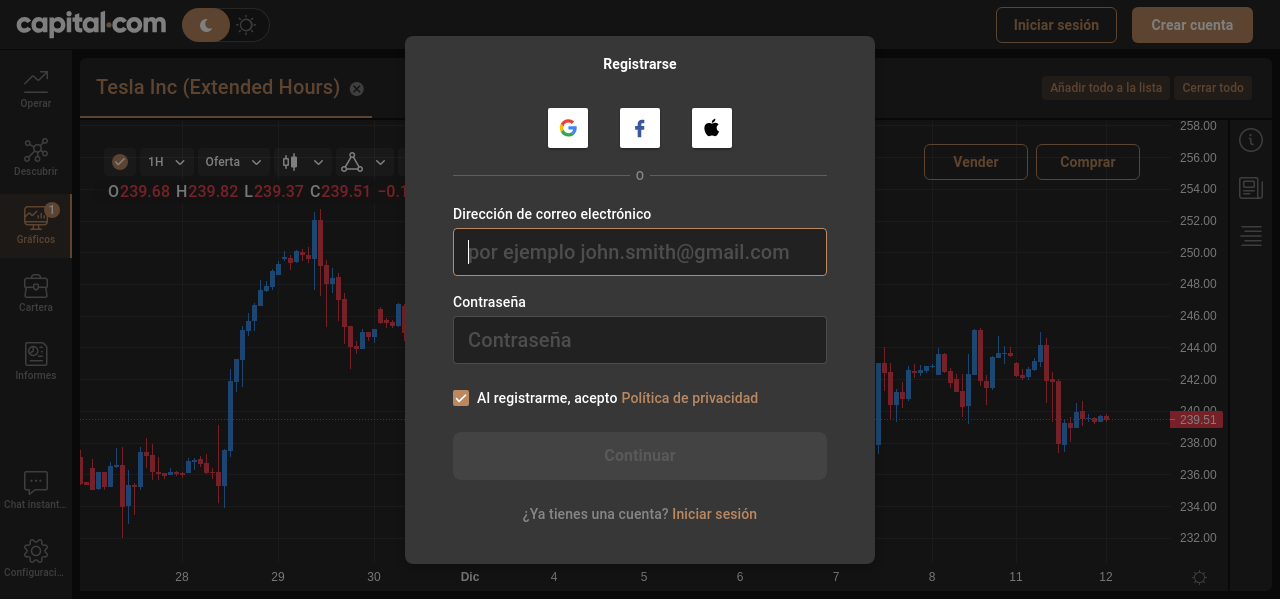 capital.com
Iniciar sesión
Crear cuenta
Registrarse
Tesla Inc (Extended Hours)
Añadir todo a la lista
Cerrar todo
Operar
Descubrir
1
Gráficos
Cartera
Informes
Chat instant...
Configuraci...
1H
Oferta
Vender
Comprar
O239.68 H239.82 L239.37 C239.51 −0.1
O
Dirección de correo electrónico
por ejemplo john.smith@gmail.com
Contraseña
Contraseña
Al registrarme, acepto Política de privacidad
Continuar
¿Ya tienes una cuenta? Iniciar sesión
258.00
256.00
254.00
252.00
250.00
248.00
246.00
244.00
242.00
240.00
239.51
238.00
236.00
234.00
232.00
28 29 30 Dic 4 5 6 7 8 11 12